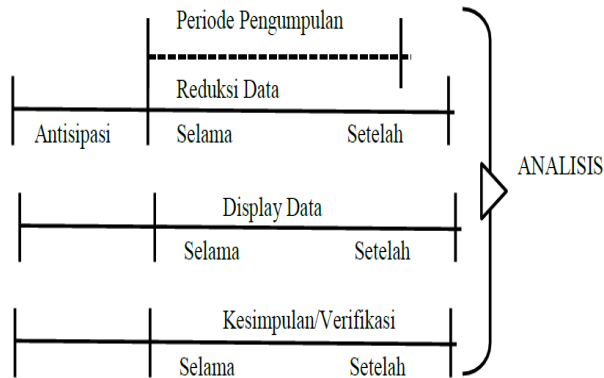 Periode Pengumpulan
Reduksi Data
Antisipasi Selama Setelah
ANALISIS
Display Data
Selama Setelah
Kesimpulan/Verifikasi
Selama Setelah